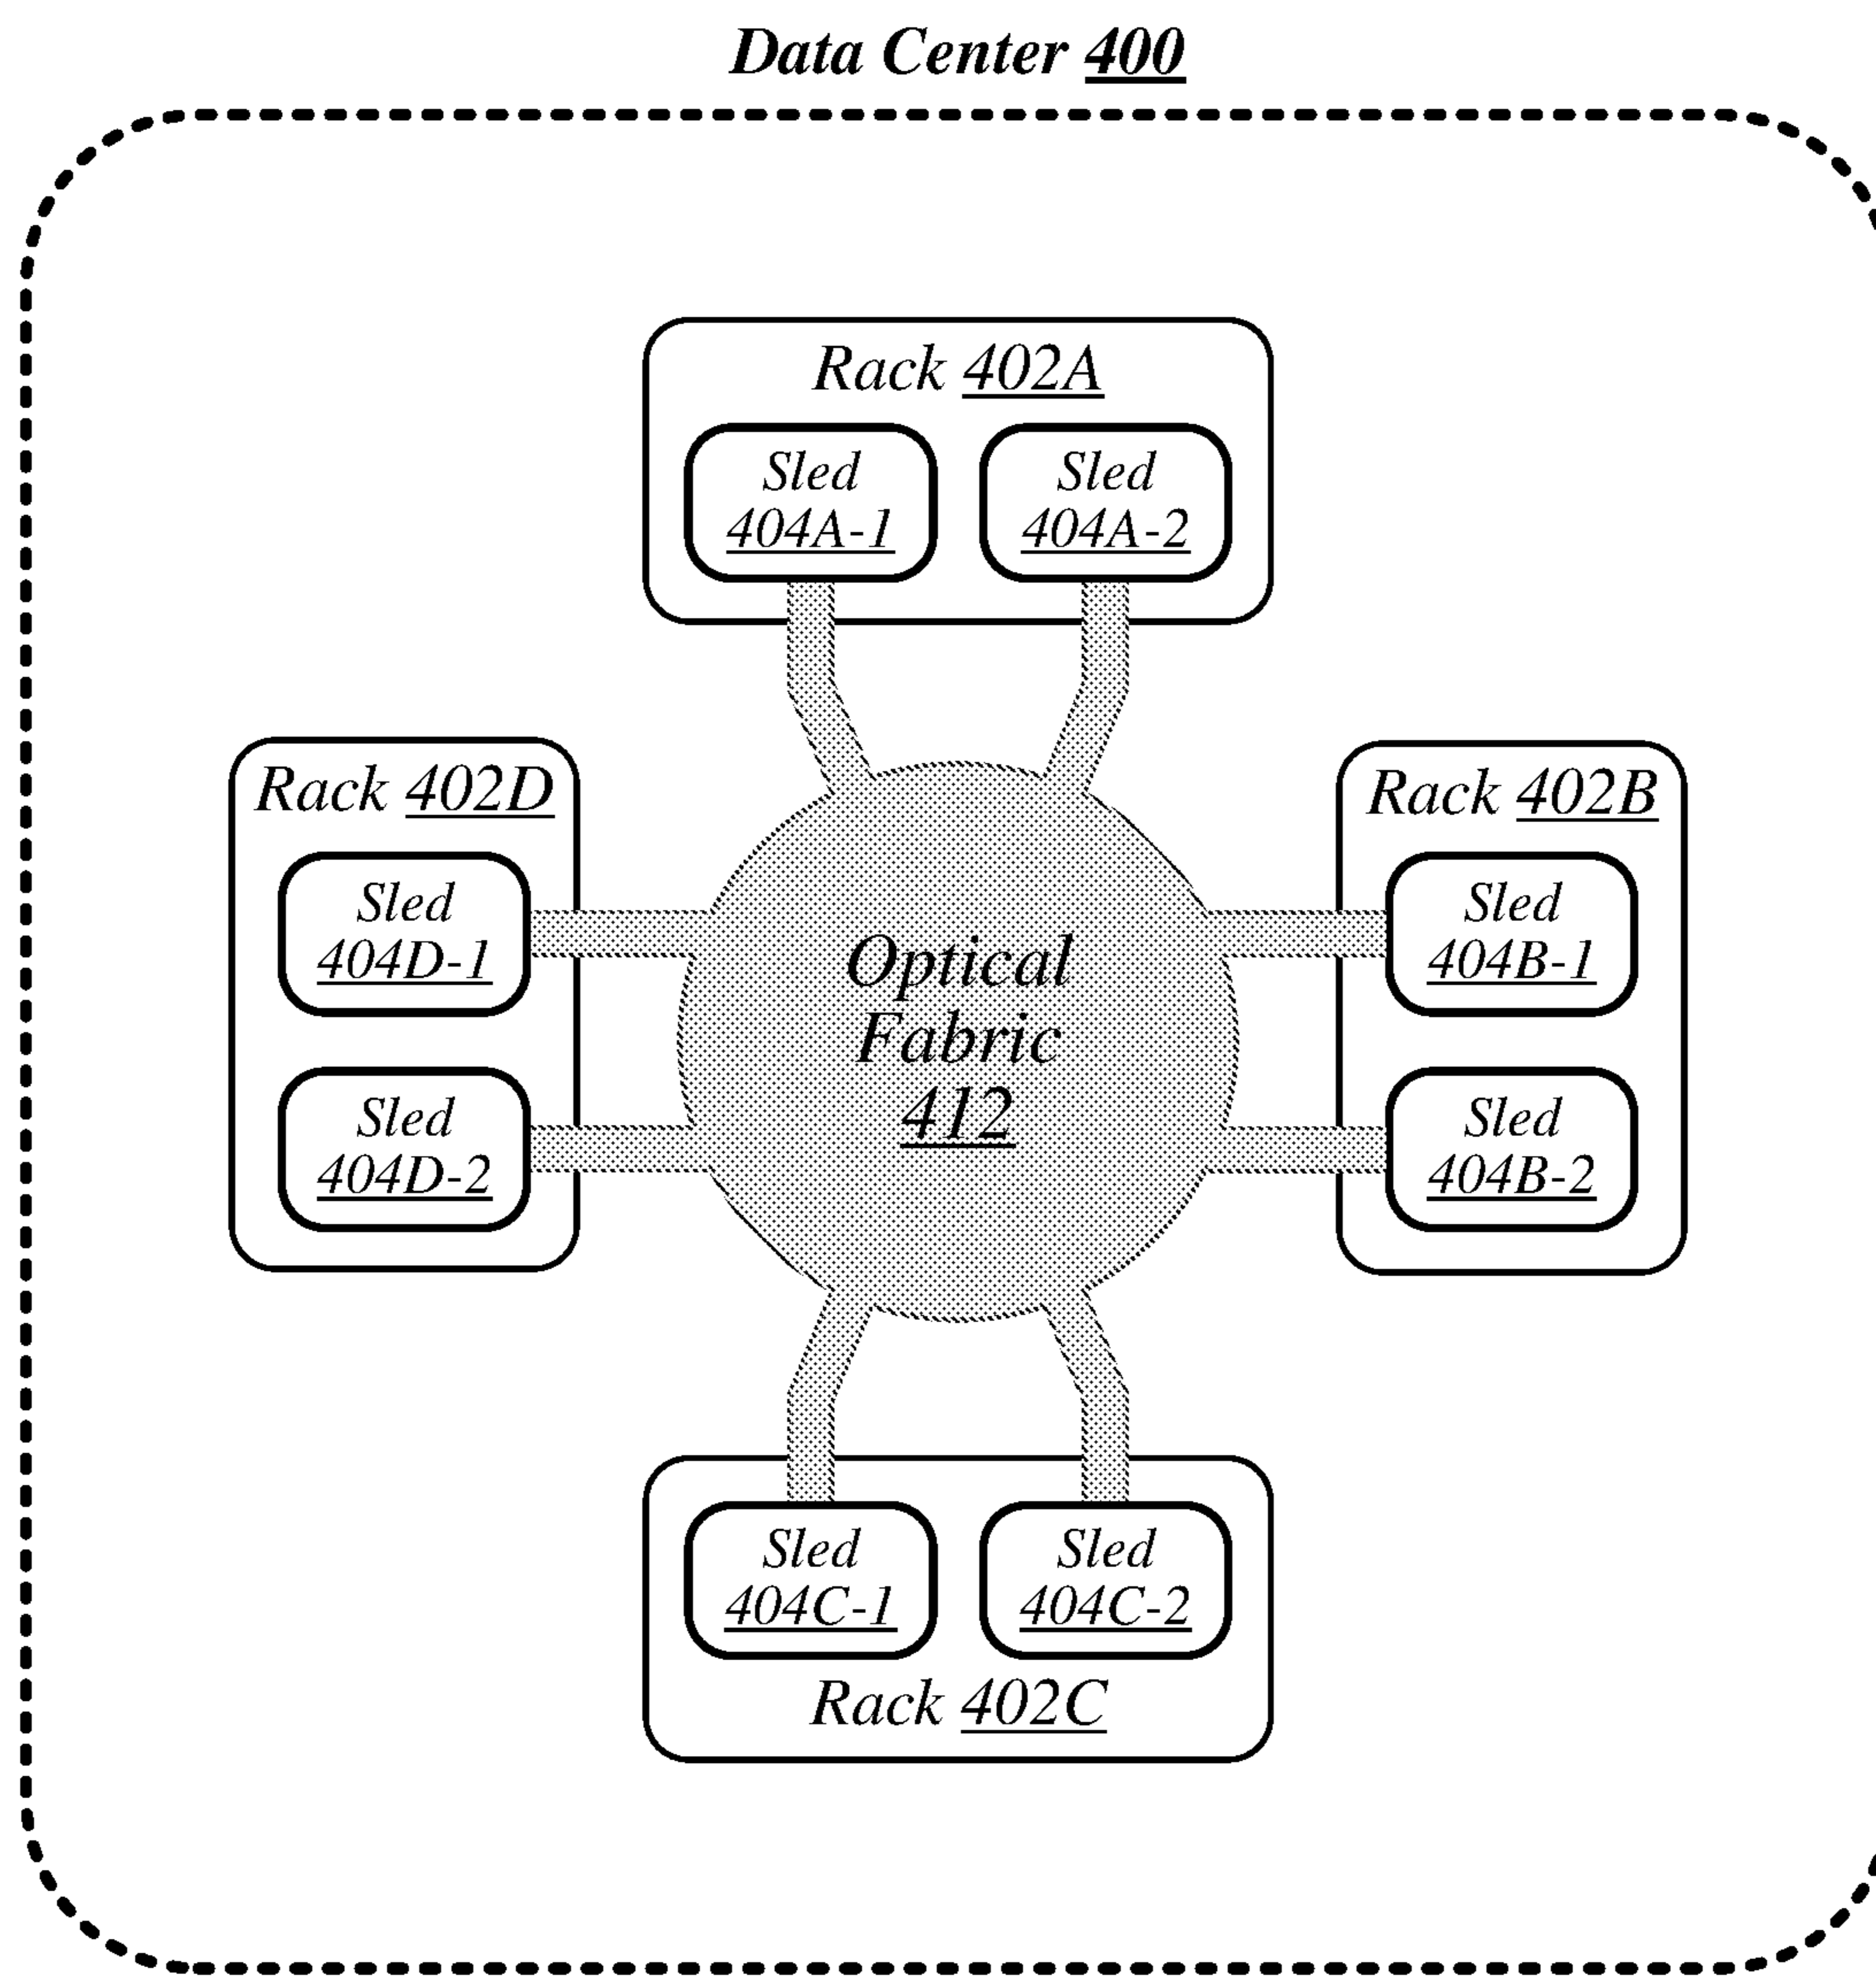 Data Center 400
Rack 402A
Sled
404A-1
Sled
404A-2
Rack 402D
Sled
404D-1
Sled
404D-2
Optical
Fabric
412
Rack 402B
Sled
404B-1
Sled
404B-2
Sled
404C-1
Sled
404C-2
Rack 402C